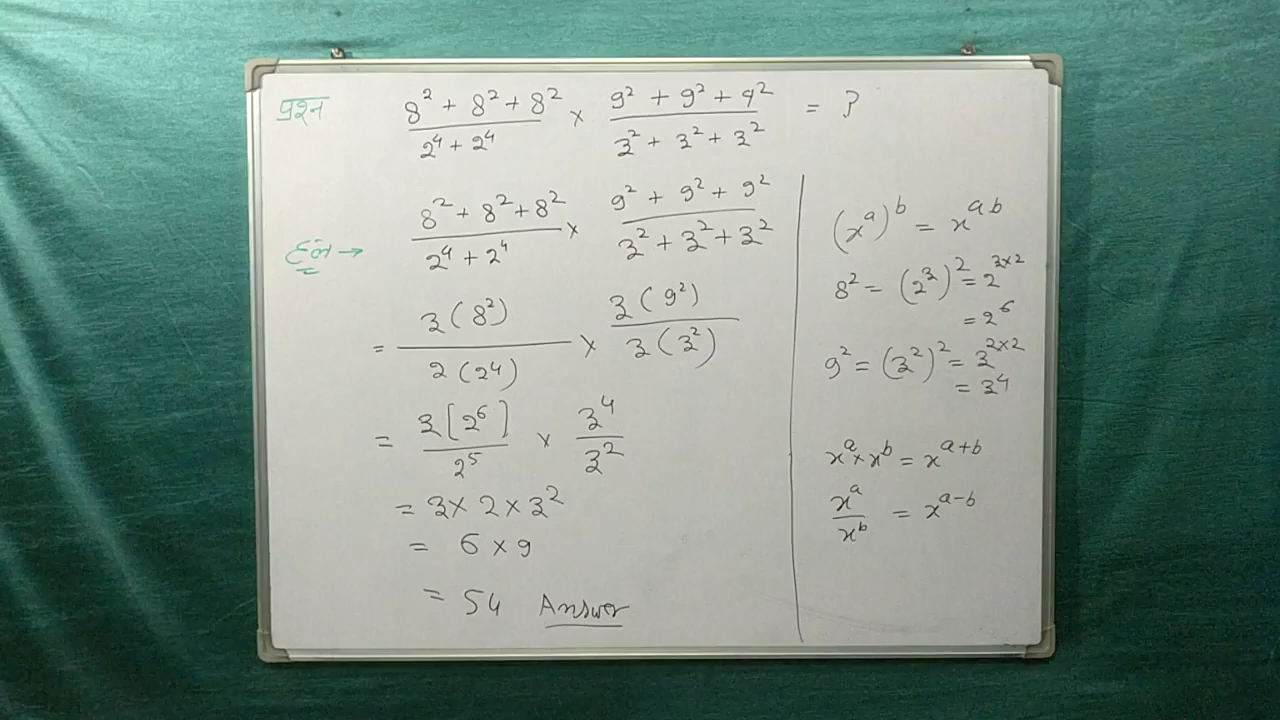 प्रश्न (8² + 8² + 8²)/(2⁴ + 2⁴) × (9² + 9² + 9²)/(3² + 3² + 3²) = ?
हल → (8² + 8² + 8²)/(2⁴ + 2⁴) × (9² + 9² + 9²)/(3² + 3² + 3²)
= 3(8²)/2(2⁴) × 3(9²)/3(3²)
= 3[2⁶]/2⁵ × 3⁴/3²
= 3 × 2 × 3²
= 6 × 9
= 54 Answer
(xᵃ)ᵇ = xᵃᵇ
8² = (2³)² = 2³ˣ²
= 2⁶
9² = (3²)² = 3²ˣ²
= 3⁴
xᵃ × xᵇ = xᵃ⁺ᵇ
xᵃ/xᵇ = xᵃ⁻ᵇ